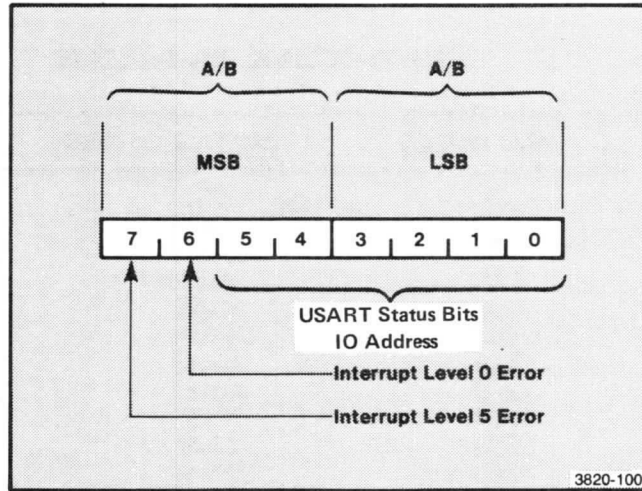 A/B A/B
MSB LSB
7 6 5 4 3 2 1 0
USART Status Bits
IO Address
Interrupt Level 0 Error
Interrupt Level 5 Error
3820-100